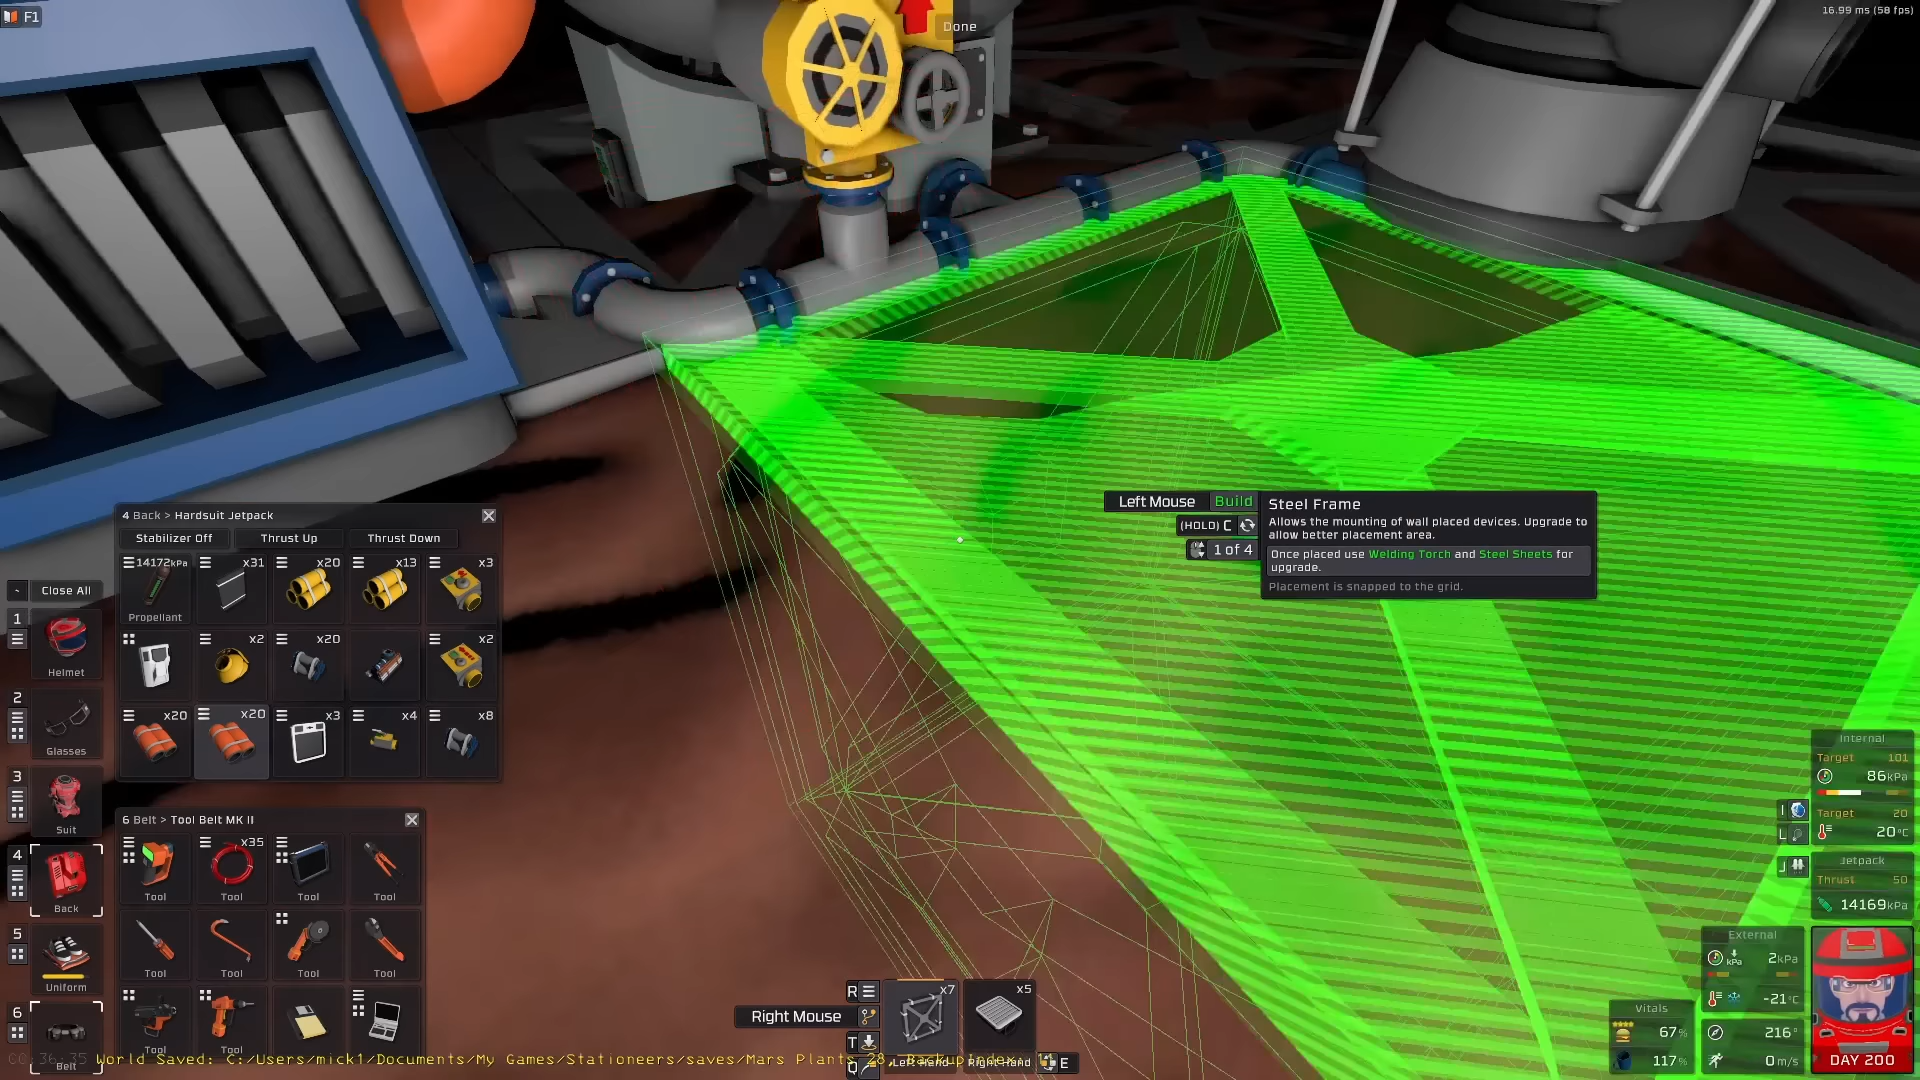 F1
Done
16.99 ms (58 fps)
4 Back > Hardsuit Jetpack
Stabilizer Off
Thrust Up
Thrust Down
14172kPa
x31
x20
x13
x3
Propellant
x2
x20
x2
x20
x20
x3
x4
x8
~
Close All
1
Helmet
2
Glasses
3
Suit
4
Back
5
Uniform
6
Belt
6 Belt > Tool Belt MK II
x35
Tool
Tool
Tool
Tool
Tool
Tool
Tool
Tool
Tool
Tool
Left Mouse
Build
(HOLD) C
1 of 4
Steel Frame
Allows the mounting of wall placed devices. Upgrade to
allow better placement area.
Once placed use Welding Torch and Steel Sheets for
upgrade.
Placement is snapped to the grid.
Internal
Target 101
86kPa
Target 20
20°C
I
L
J
Jetpack
Thrust 50
14169kPa
External
kPa
2kPa
-21°C
216°
0m/s
Vitals
67%
117%
DAY 200
R
x7
x5
Right Mouse
T
Q
Left Hand
Right Hand
E
World Saved: C:/Users/mick1/Documents/My Games/Stationeers/saves/Mars Plants 28